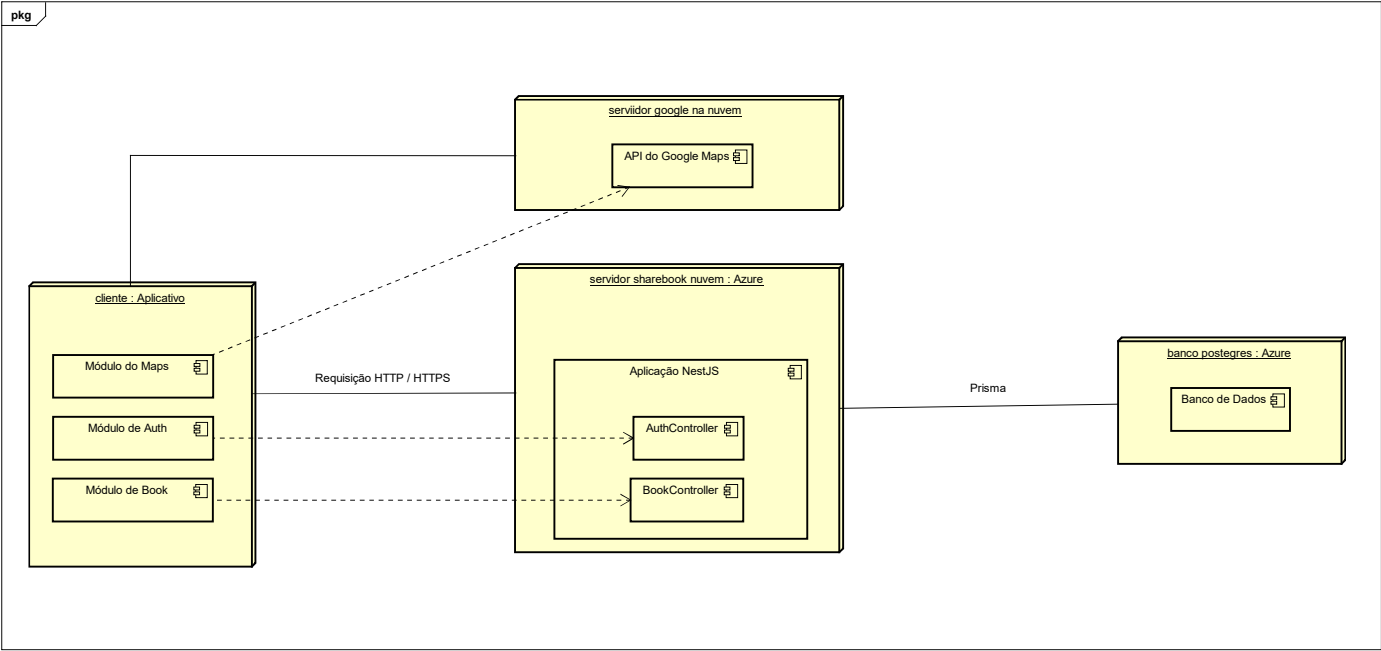 pkg
serviidor google na nuvem
API do Google Maps
servidor sharebook nuvem : Azure
cliente : Aplicativo
banco postegres : Azure
Módulo do Maps
Aplicação NestJS
Requisição HTTP / HTTPS
Prisma
Banco de Dados
Módulo de Auth
AuthController
Módulo de Book
BookController